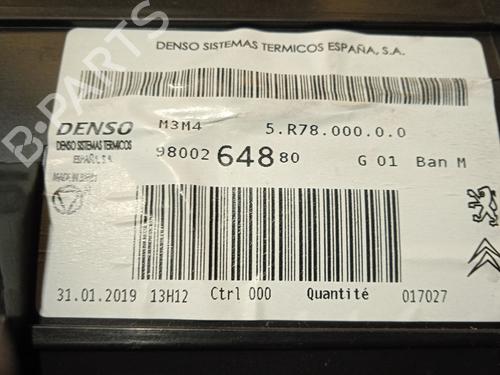 DENSO SISTEMAS TERMICOS ESPAÑA, S.A.
M3M4 5.R78.000.0.0
DENSO
DENSO SISTEMAS TERMICOS
ESPAÑA, S.A.
98002 648 80 G 01 Ban M
MADE IN
31.01.2019 13H12 Ctrl 000 Quantité 017027
B-PARTS